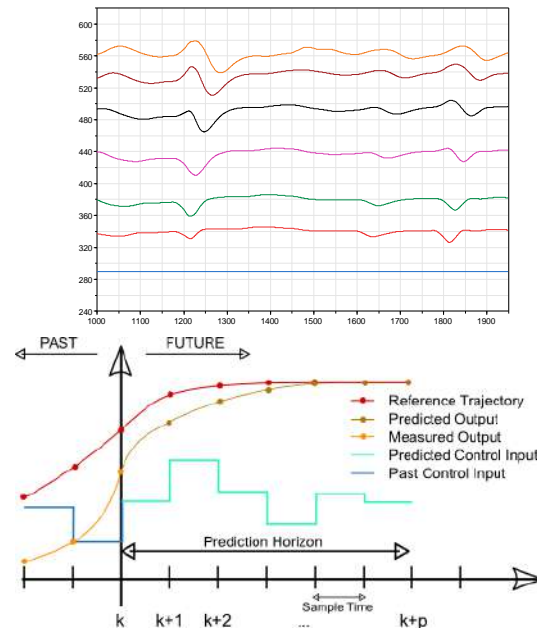 600
560
520
480
440
400
360
320
280
240
1000 1100 1200 1300 1400 1500 1600 1700 1800 1900
PAST FUTURE
Reference Trajectory
Predicted Output
Measured Output
Predicted Control Input
Past Control Input
Prediction Horizon
Sample Time
k k+1 k+2 ... k+p